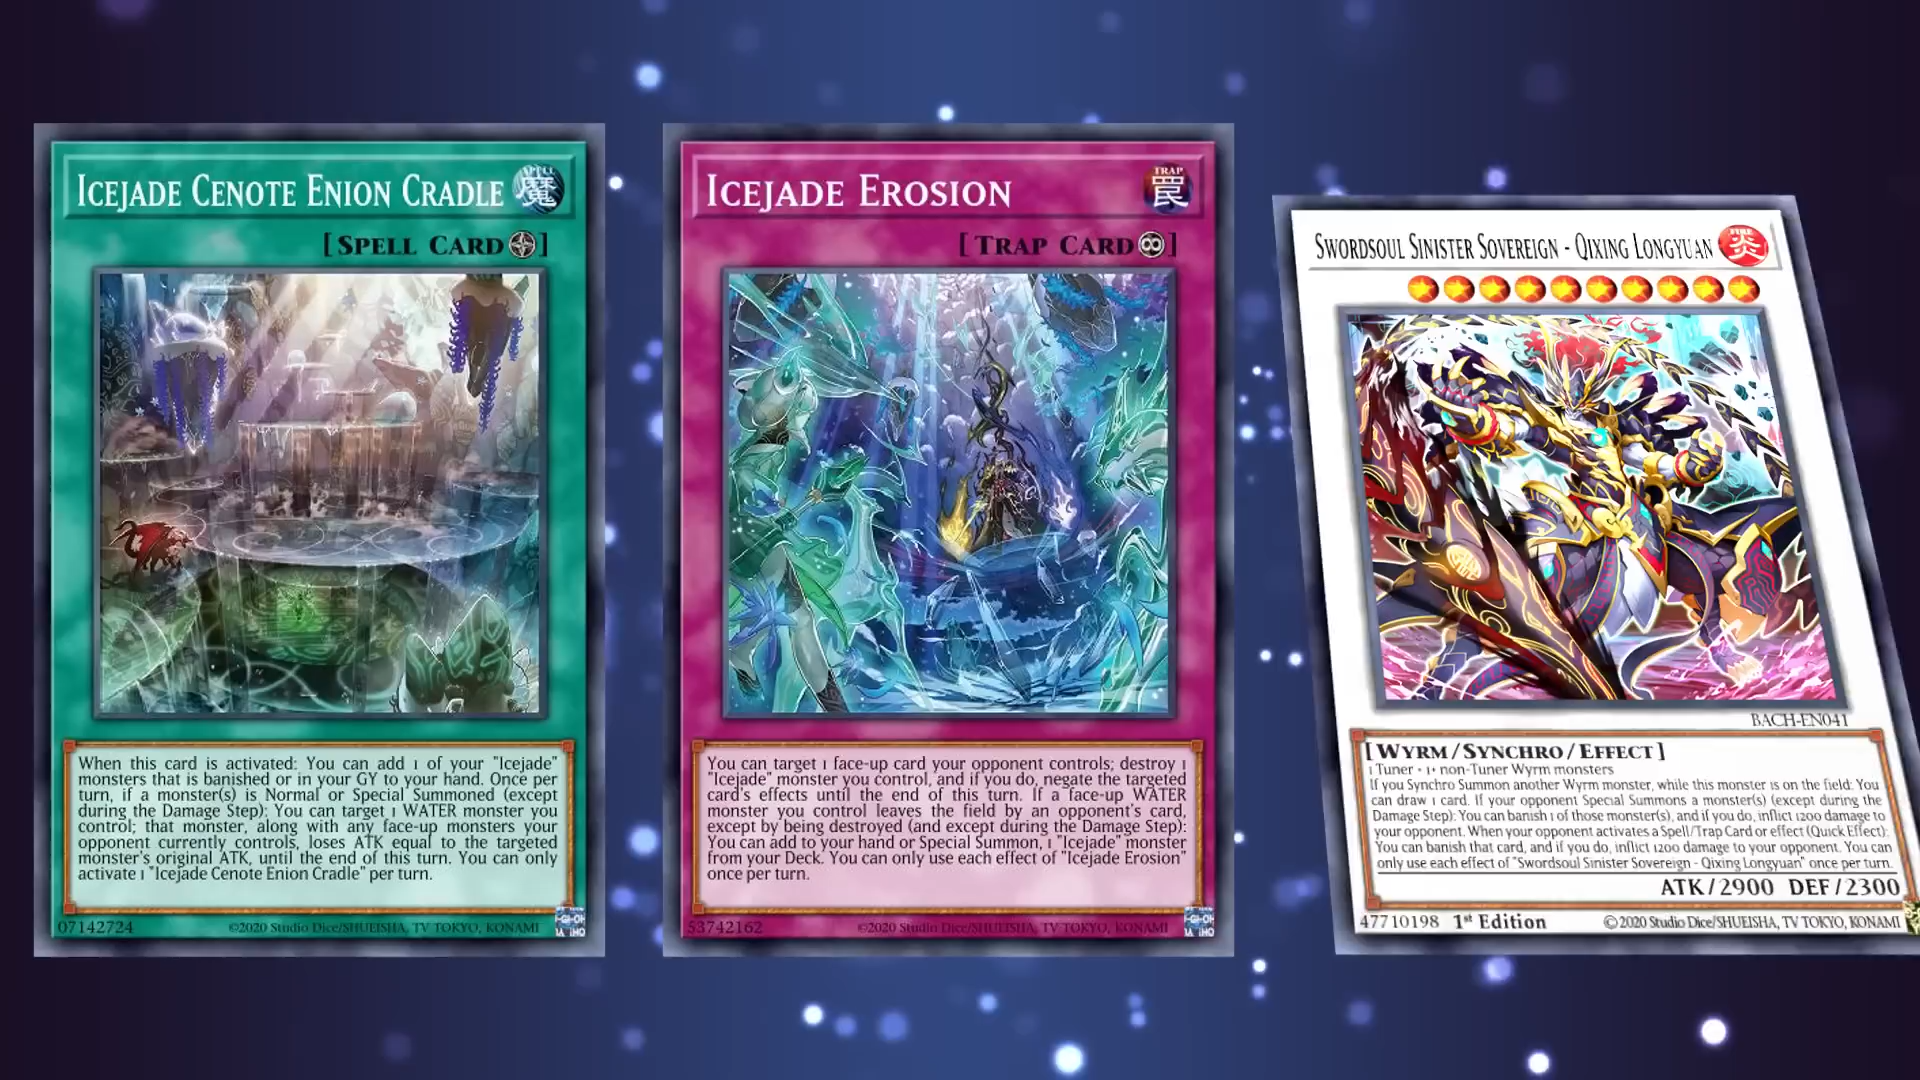 ICEJADE CENOTE ENION CRADLE
SPELL
魔
[SPELL CARD]
When this card is activated: You can add 1 of your "Icejade"
monsters that is banished or in your GY to your hand. Once per
turn, if a monster(s) is Normal or Special Summoned (except
during the Damage Step): You can target 1 WATER monster you
control; that monster, along with any face-up monsters your
opponent currently controls, loses ATK equal to the targeted
monster's original ATK, until the end of this turn. You can only
activate 1 "Icejade Cenote Enion Cradle" per turn.
07142724
©2020 Studio Dice/SHUEISHA, TV TOKYO, KONAMI
ICEJADE EROSION
TRAP
罠
[TRAP CARD]
You can target 1 face-up card your opponent controls; destroy 1
"Icejade" monster you control, and if you do, negate the targeted
card's effects until the end of this turn. If a face-up WATER
monster you control leaves the field by an opponent's card,
except by being destroyed (and except during the Damage Step):
You can add to your hand or Special Summon, 1 "Icejade" monster
from your Deck. You can only use each effect of "Icejade Erosion"
once per turn.
53742162
©2020 Studio Dice/SHUEISHA, TV TOKYO, KONAMI
SWORDSOUL SINISTER SOVEREIGN - QIXING LONGYUAN
FIRE
炎
BACH-EN041
[WYRM/SYNCHRO/EFFECT]
1 Tuner + 1+ non-Tuner Wyrm monsters
If you Synchro Summon another Wyrm monster, while this monster is on the field: You
can draw 1 card. If your opponent Special Summons a monster(s) (except during the
Damage Step): You can banish 1 of those monster(s), and if you do, inflict 1200 damage to
your opponent. When your opponent activates a Spell/Trap Card or effect (Quick Effect):
You can banish that card, and if you do, inflict 1200 damage to your opponent. You can
only use each effect of "Swordsoul Sinister Sovereign - Qixing Longyuan" once per turn.
ATK/2900 DEF/2300
47710198 1st Edition
©2020 Studio Dice/SHUEISHA, TV TOKYO, KONAMI